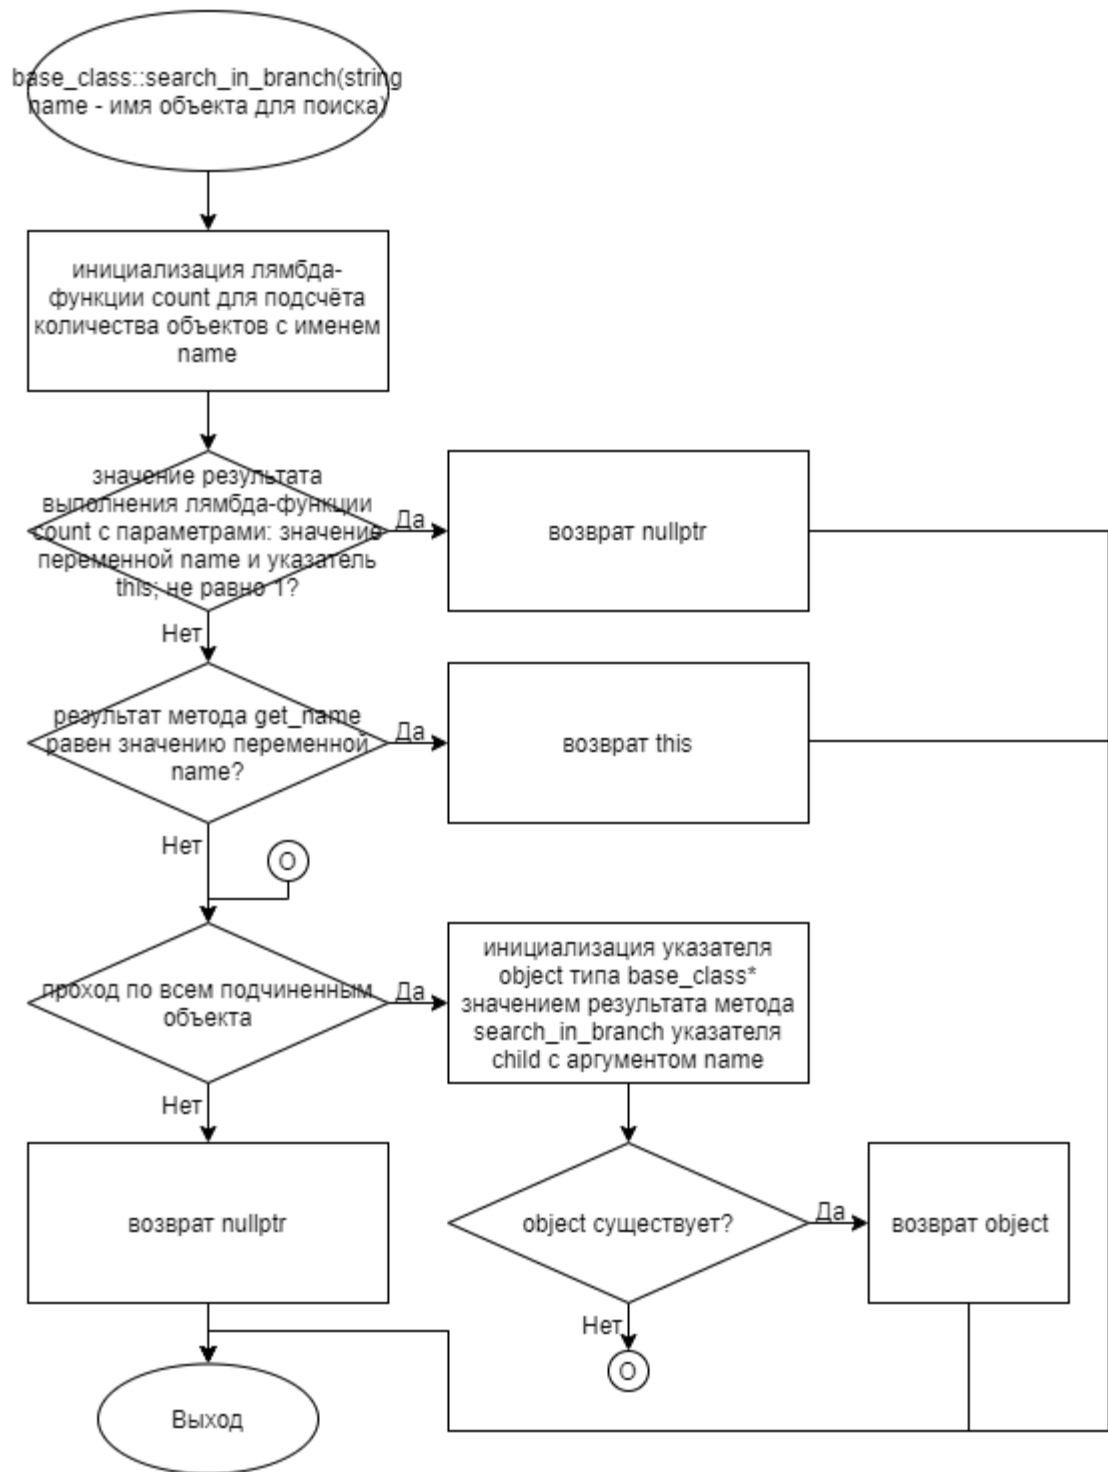 base_class::search_in_branch(string
name - имя объекта для поиска)
инициализация лямбда-
функции count для подсчёта
количества объектов с именем
name
значение результата
выполнения лямбда-функции
count с параметрами: значение
переменной name и указатель
this; не равно 1?
Да
возврат nullptr
Нет
результат метода get_name
равен значению переменной
name?
Да
возврат this
Нет
O
проход по всем подчиненным
объекта
Да
инициализация указателя
object типа base_class*
значением результата метода
search_in_branch указателя
child с аргументом name
Нет
возврат nullptr
object существует?
Да
возврат object
Нет
O
Выход